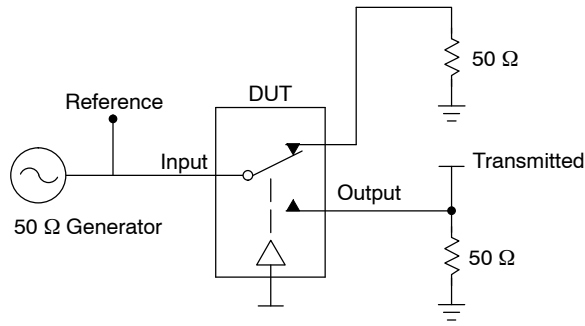 50 Ω
DUT
Reference
Input
Transmitted
Output
50 Ω Generator
50 Ω